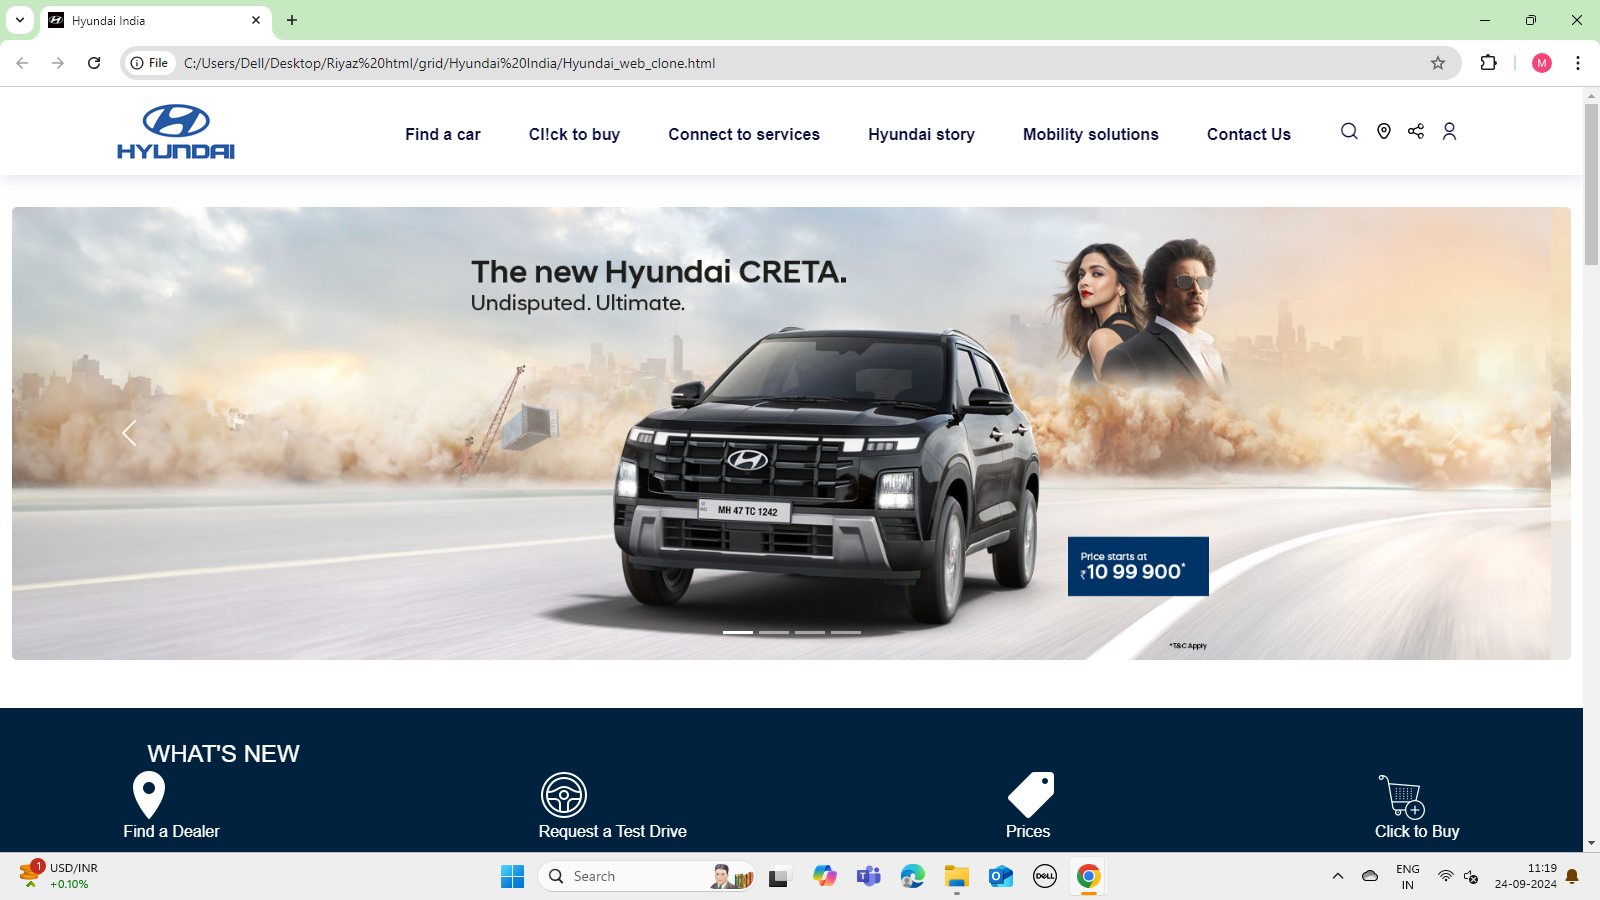 Hyundai India
File
C:/Users/Dell/Desktop/Riyaz%20html/grid/Hyundai%20India/Hyundai_web_clone.html
M
HYUNDAI
Find a car
Cl!ck to buy
Connect to services
Hyundai story
Mobility solutions
Contact Us
The new Hyundai CRETA.
Undisputed. Ultimate.
MH 47 TC 1242
Price starts at
₹10 99 900*
*T&C Apply
WHAT'S NEW
Find a Dealer
Request a Test Drive
Prices
Click to Buy
1
USD/INR
+0.10%
Search
DELL
ENG
IN
11:19
24-09-2024